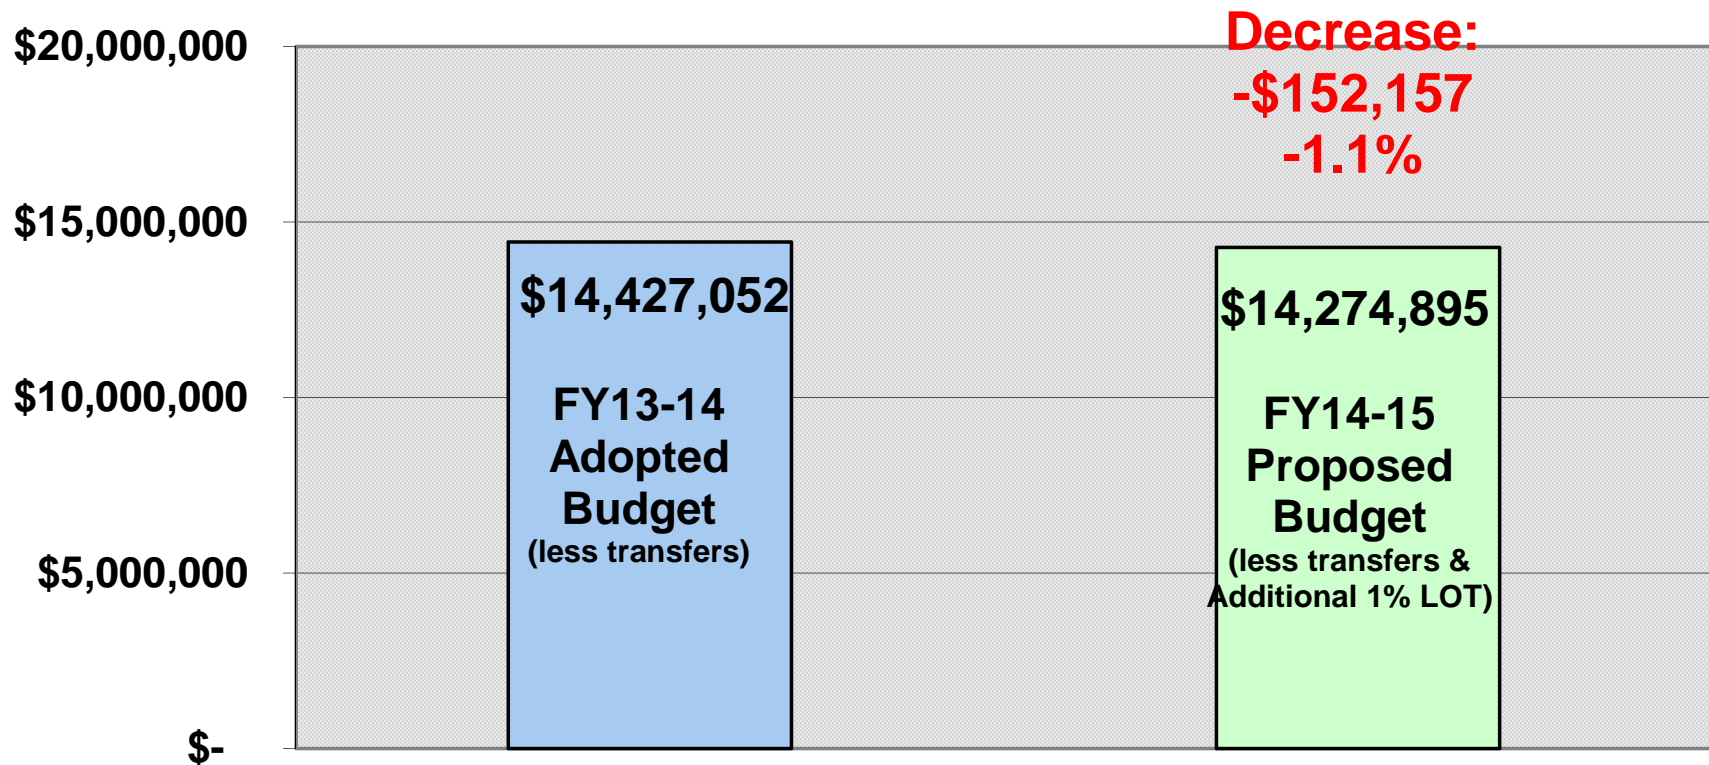 Decrease:
-$152,157
-1.1%
$20,000,000
$15,000,000
$10,000,000
$5,000,000
$-
$14,427,052
FY13-14
Adopted
Budget
(less transfers)
$14,274,895
FY14-15
Proposed
Budget
(less transfers &
Additional 1% LOT)